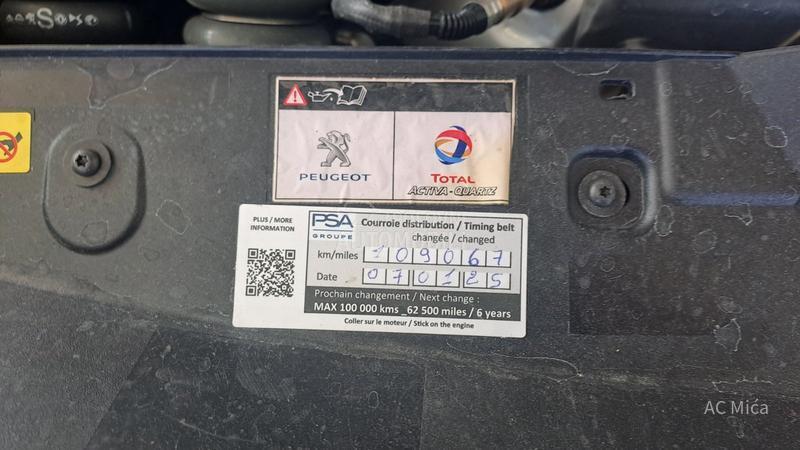 PEUGEOT
TOTAL
ACTIVA - QUARTZ
PLUS / MORE
INFORMATION
PSA
GROUPE
Courroie distribution / Timing belt
changée / changed
km/miles 109067
Date 070125
Prochain changement / Next change :
MAX 100 000 kms _62 500 miles / 6 years
Coller sur le moteur / Stick on the engine
AC Mića